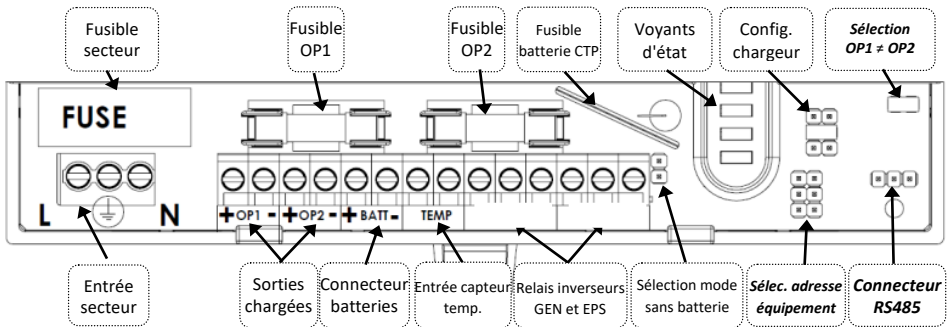 Fusible
secteur
Fusible
OP1
Fusible
OP2
Fusible
batterie CTP
Voyants
d'état
Config.
chargeur
Sélection
OP1 ≠ OP2
FUSE
L
N
+ OP1 -
+ OP2 -
+ BATT -
TEMP
Entrée
secteur
Sorties
chargées
Connecteur
batteries
Entrée capteur
temp.
Relais inverseurs
GEN et EPS
Sélection mode
sans batterie
Sélec. adresse
équipement
Connecteur
RS485